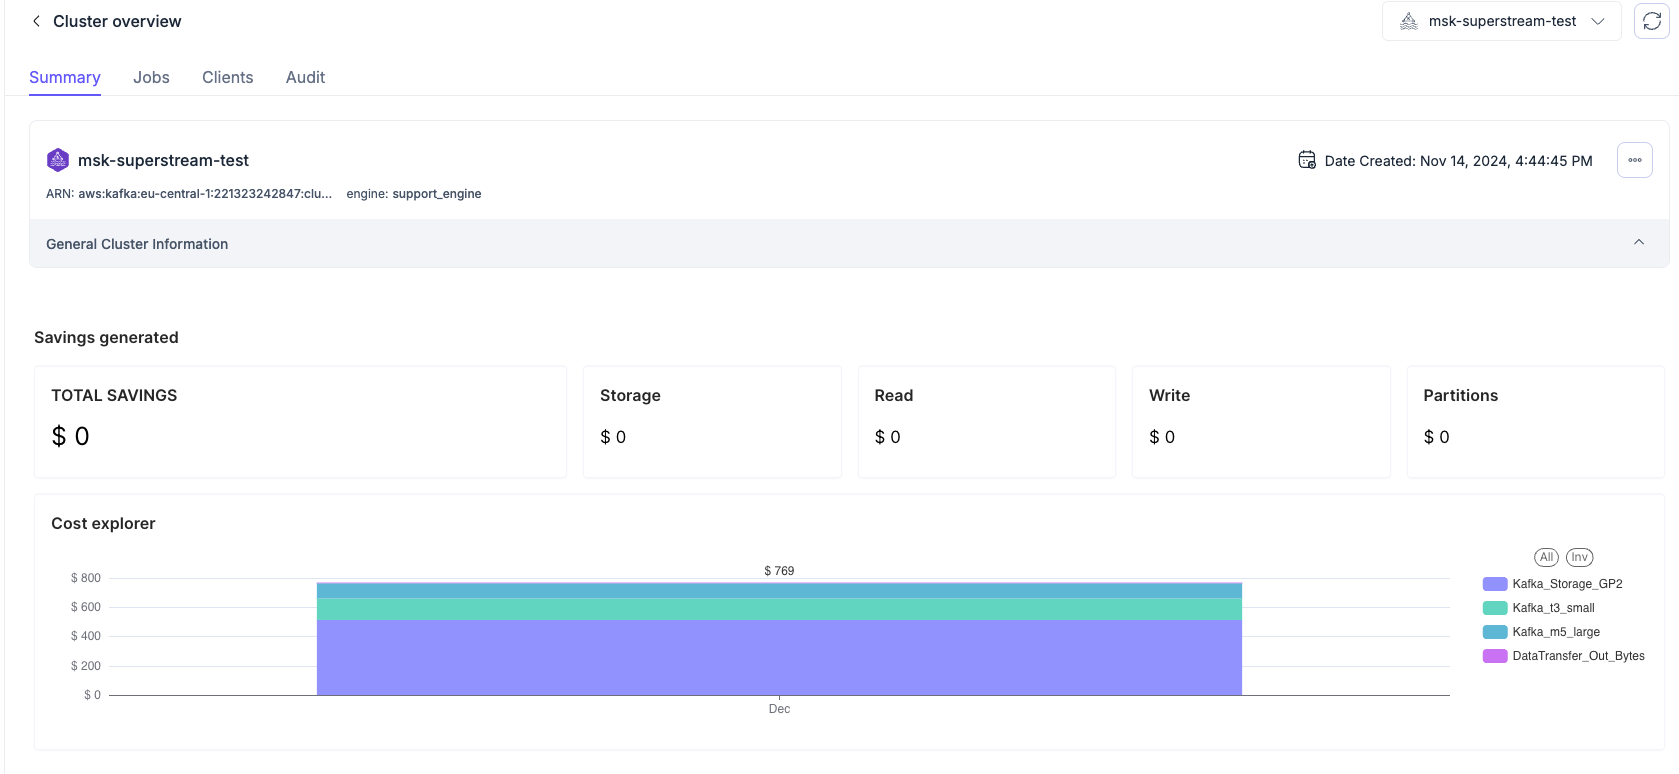 Cluster overview
msk-superstream-test
Summary
Jobs
Clients
Audit
msk-superstream-test
Date Created: Nov 14, 2024, 4:44:45 PM
ARN: aws:kafka:eu-central-1:221323242847:clu...
engine: support_engine
General Cluster Information
Savings generated
TOTAL SAVINGS
$ 0
Storage
$ 0
Read
$ 0
Write
$ 0
Partitions
$ 0
Cost explorer
All
Inv
$ 800
$ 600
$ 400
$ 200
$ 0
$ 769
Dec
Kafka_Storage_GP2
Kafka_t3_small
Kafka_m5_large
DataTransfer_Out_Bytes